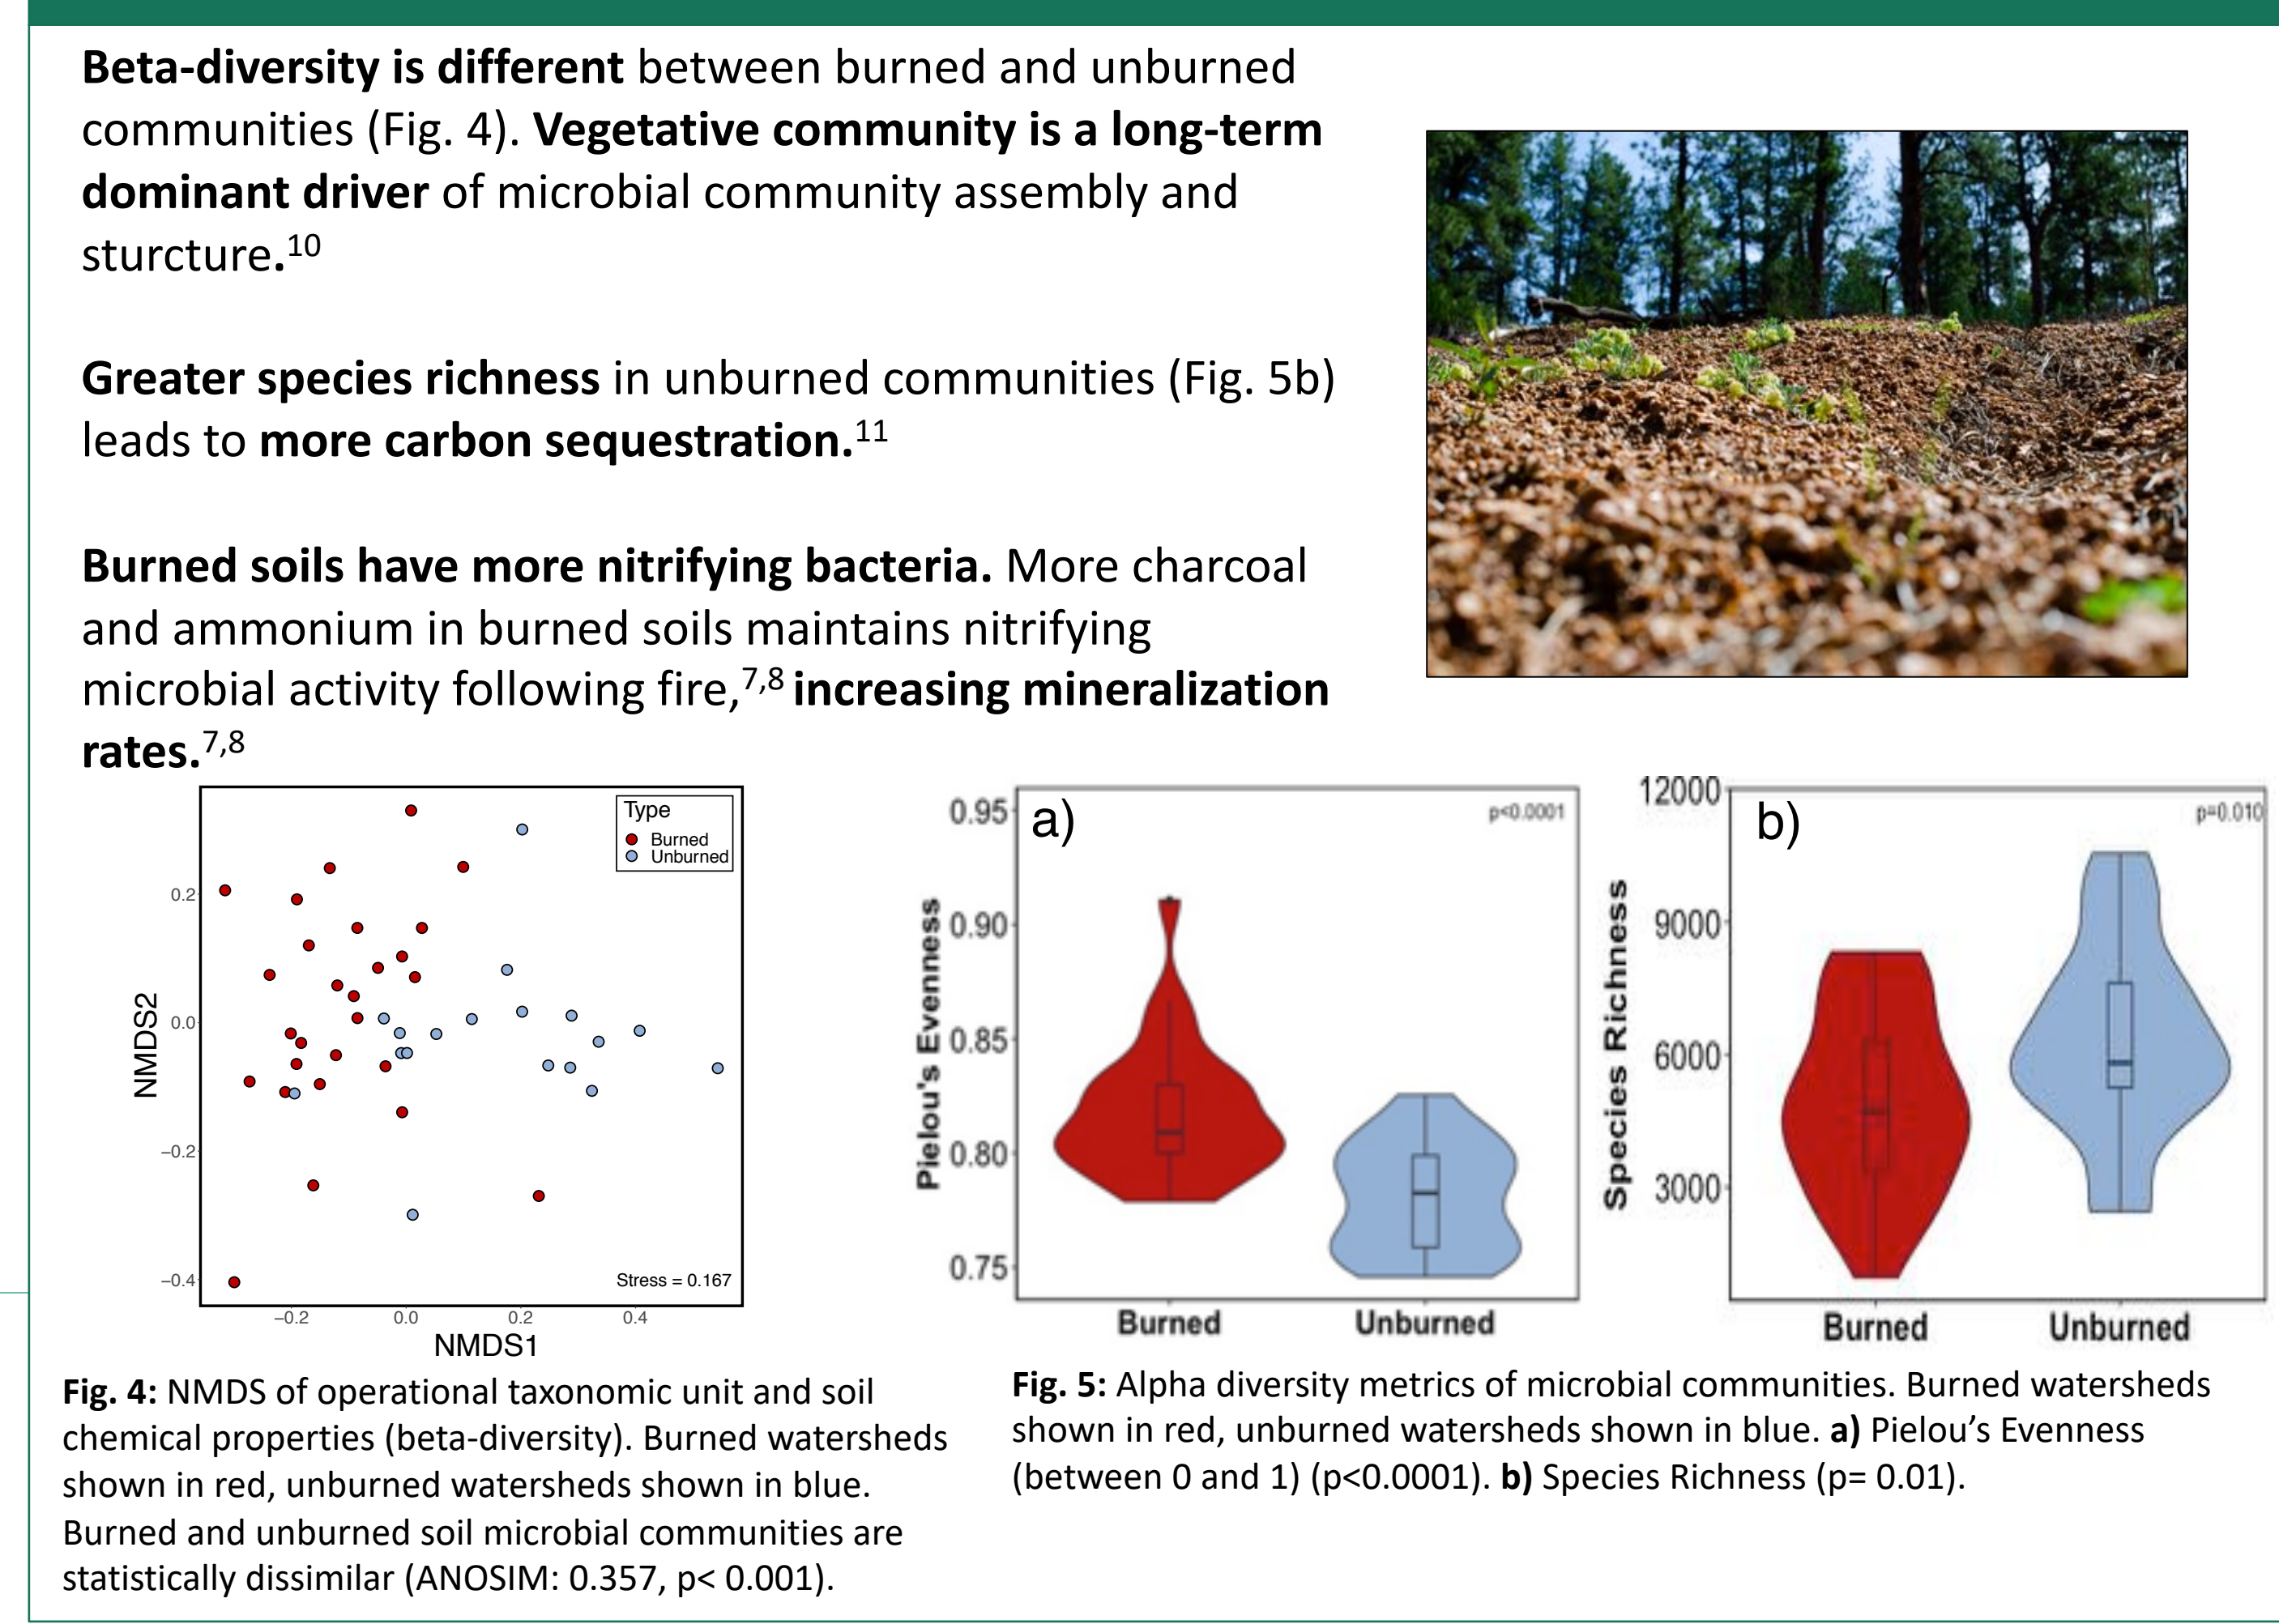 Beta-diversity is different between burned and unburned
communities (Fig. 4). Vegetative community is a long-term
dominant driver of microbial community assembly and
sturcture.10
Greater species richness in unburned communities (Fig. 5b)
leads to more carbon sequestration.11
Burned soils have more nitrifying bacteria. More charcoal
and ammonium in burned soils maintains nitrifying
microbial activity following fire,7,8 increasing mineralization
rates.7,8
Type
Burned
Unburned
0.2
0.0
−0.2
−0.4
NMDS2
Stress = 0.167
−0.2
0.0
0.2
0.4
NMDS1
Fig. 4: NMDS of operational taxonomic unit and soil
chemical properties (beta-diversity). Burned watersheds
shown in red, unburned watersheds shown in blue.
Burned and unburned soil microbial communities are
statistically dissimilar (ANOSIM: 0.357, p< 0.001).
a)
p<0.0001
0.95
0.90
0.85
0.80
0.75
Pielou's Evenness
Burned
Unburned
b)
p=0.010
12000
9000
6000
3000
Species Richness
Burned
Unburned
Fig. 5: Alpha diversity metrics of microbial communities. Burned watersheds
shown in red, unburned watersheds shown in blue. a) Pielou’s Evenness
(between 0 and 1) (p<0.0001). b) Species Richness (p= 0.01).